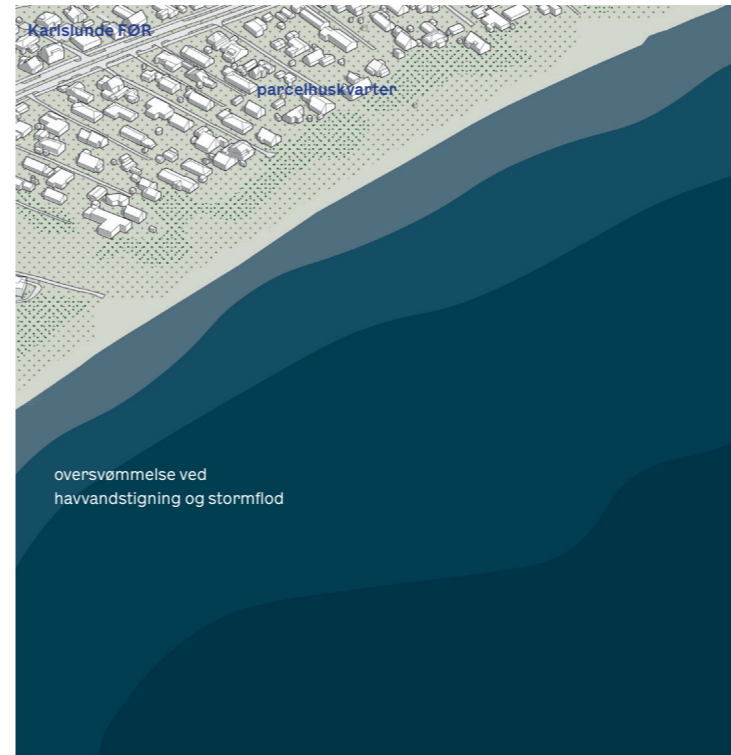 Karlslunde FØR
parcelhuskvarter
oversvømmelse ved
havvandstigning og stormflod